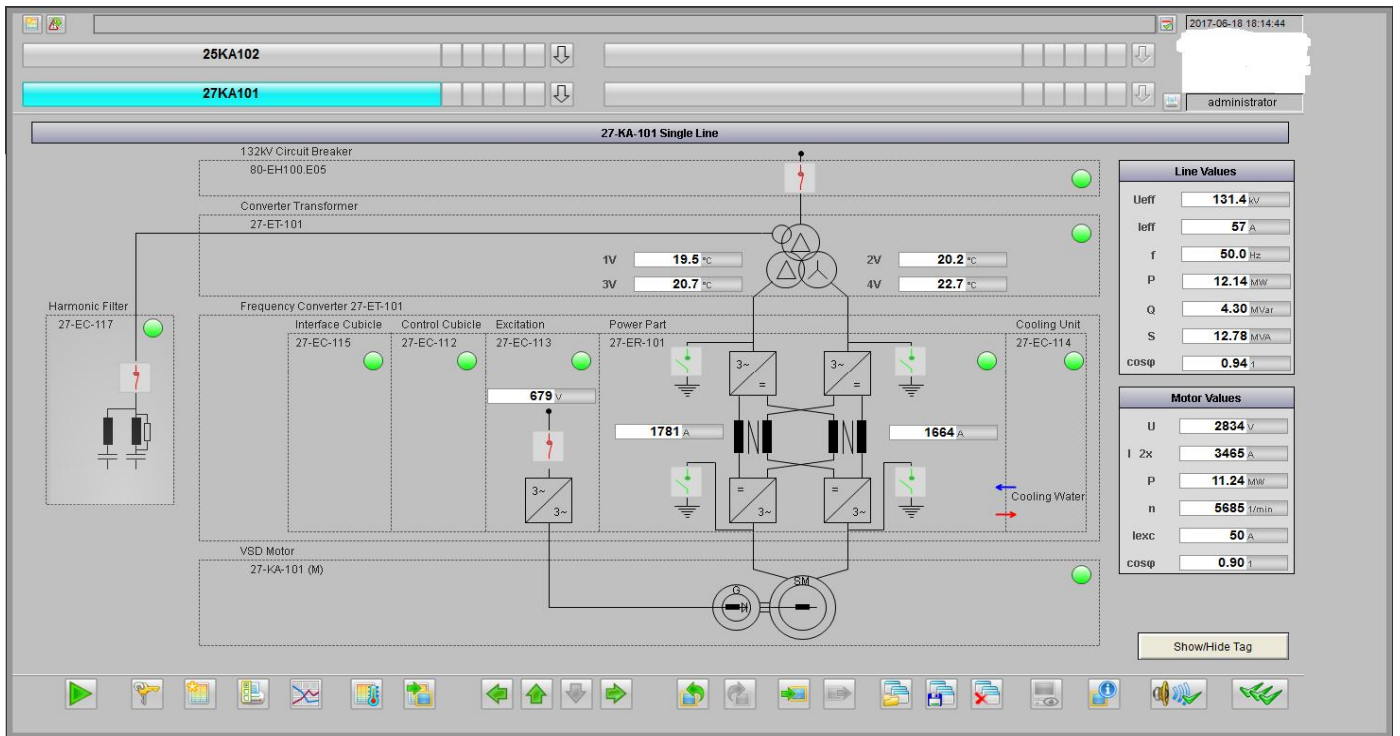 2017-06-18 18:14:44
25KA102
27KA101
administrator
27-KA-101 Single Line
132kV Circuit Breaker
80-EH100.E05
Converter Transformer
27-ET-101
1V 19.5 °C
2V 20.2 °C
3V 20.7 °C
4V 22.7 °C
Harmonic Filter
27-EC-117
Frequency Converter 27-ET-101
Interface Cubicle
27-EC-115
Control Cubicle
27-EC-112
Excitation
27-EC-113
679 V
3~
3~
Power Part
27-ER-101
3~
=
3~
=
1781 A
1664 A
=
3~
=
3~
Cooling Unit
27-EC-114
Cooling Water
VSD Motor
27-KA-101 (M)
G
SM
Line Values
Ueff 131.4 kV
Ieff 57 A
f 50.0 Hz
P 12.14 MW
Q 4.30 MVar
S 12.78 MVA
cosφ 0.94 1
Motor Values
U 2834 V
I 2x 3465 A
P 11.24 MW
n 5685 1/min
Iexc 50 A
cosφ 0.90 1
Show/Hide Tag